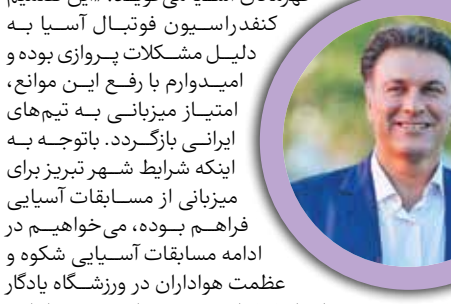 کنفدراسیون فوتبال آسیا به
دلیل مشکلات پروازی بوده و
امیدوارم با رفع این موانع،
امتیاز میزبانی به تیم‌های
ایرانی بازگردد. باتوجه به
اینکه شرایط شهر تبریز برای
میزبانی از مسابقات آسیایی
فراهم بوده، می‌خواهیم در
ادامه مسابقات آسیایی شکوه و
عظمت هواداران در ورزشگاه یادگار